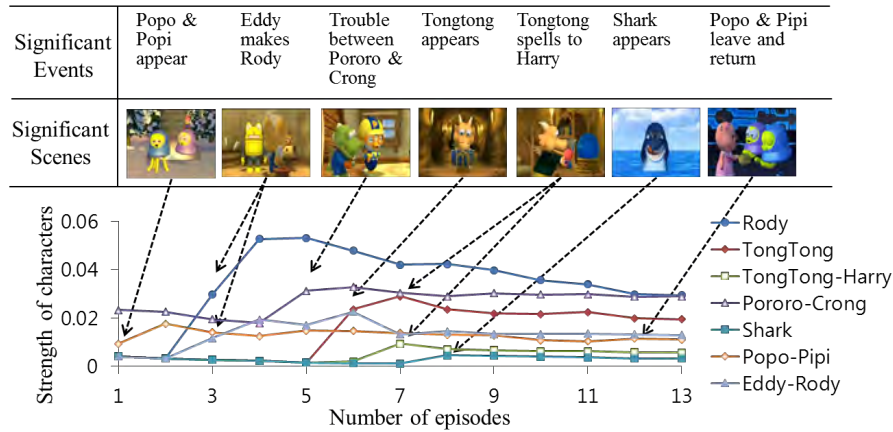 Significant
Events
Popo &
Popi
appear
Eddy
makes
Rody
Trouble
between
Pororo &
Crong
Tongtong
appears
Tongtong
spells to
Harry
Shark
appears
Popo & Pipi
leave and
return
Significant
Scenes
Strength of characters
0.06
0.04
0.02
0
1
3
5
7
9
11
13
Number of episodes
Rody
TongTong
TongTong-Harry
Pororo-Crong
Shark
Popo-Pipi
Eddy-Rody